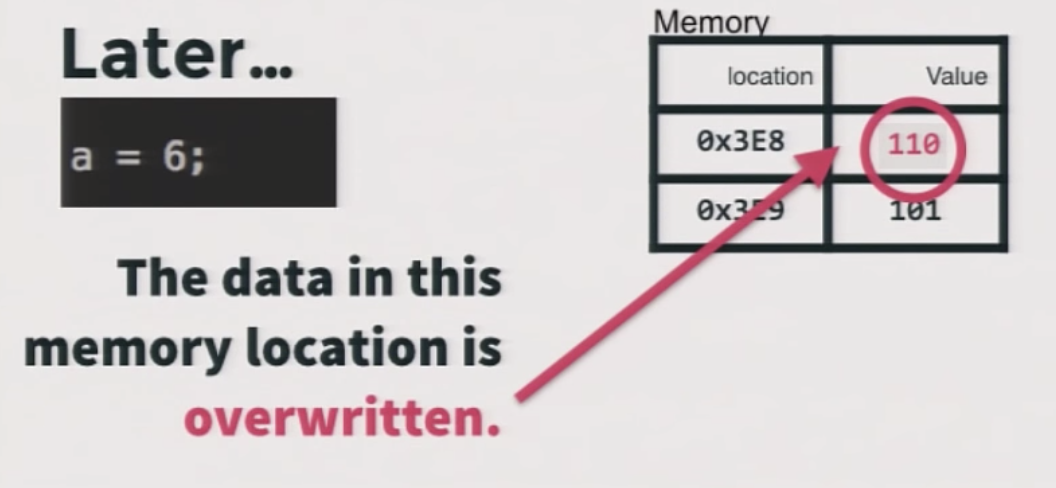 Later…
a = 6;
The data in this
memory location is
overwritten.
Memory
location Value
0x3E8 110
0x3E9 101